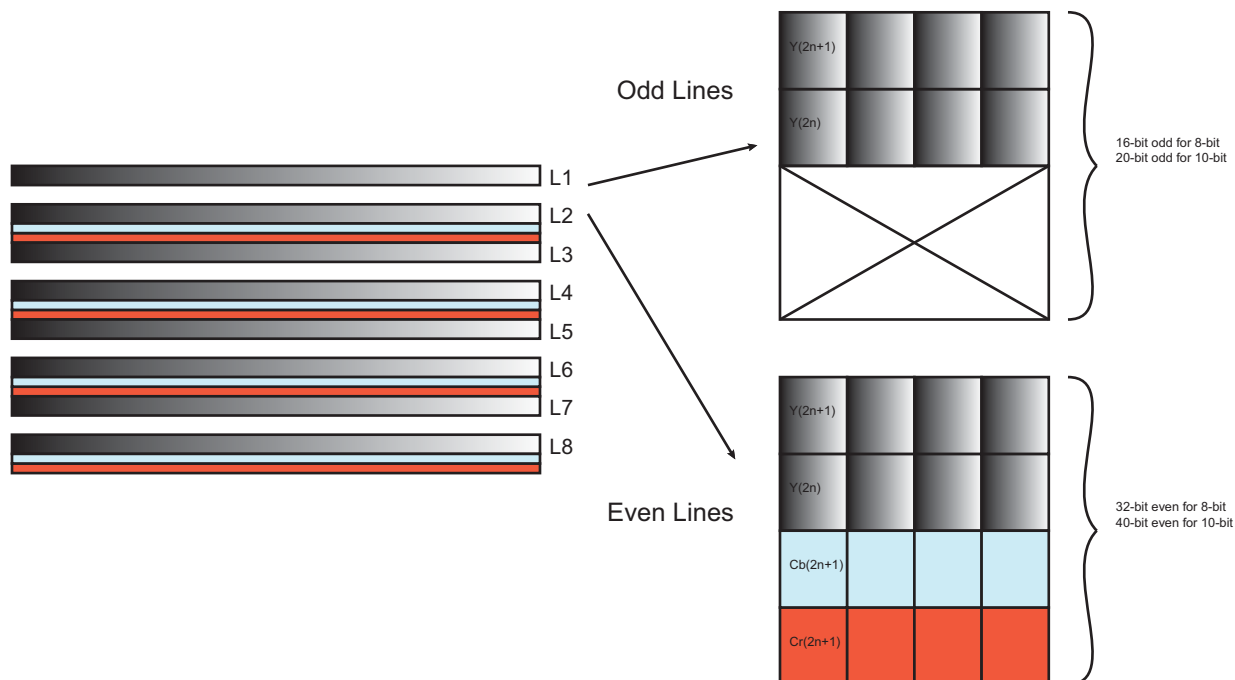 L1
L2
L3
L4
L5
L6
L7
L8
Odd Lines
Y(2n+1)
Y(2n)
16-bit odd for 8-bit
20-bit odd for 10-bit
Even Lines
Y(2n+1)
Y(2n)
Cb(2n+1)
Cr(2n+1)
32-bit even for 8-bit
40-bit even for 10-bit